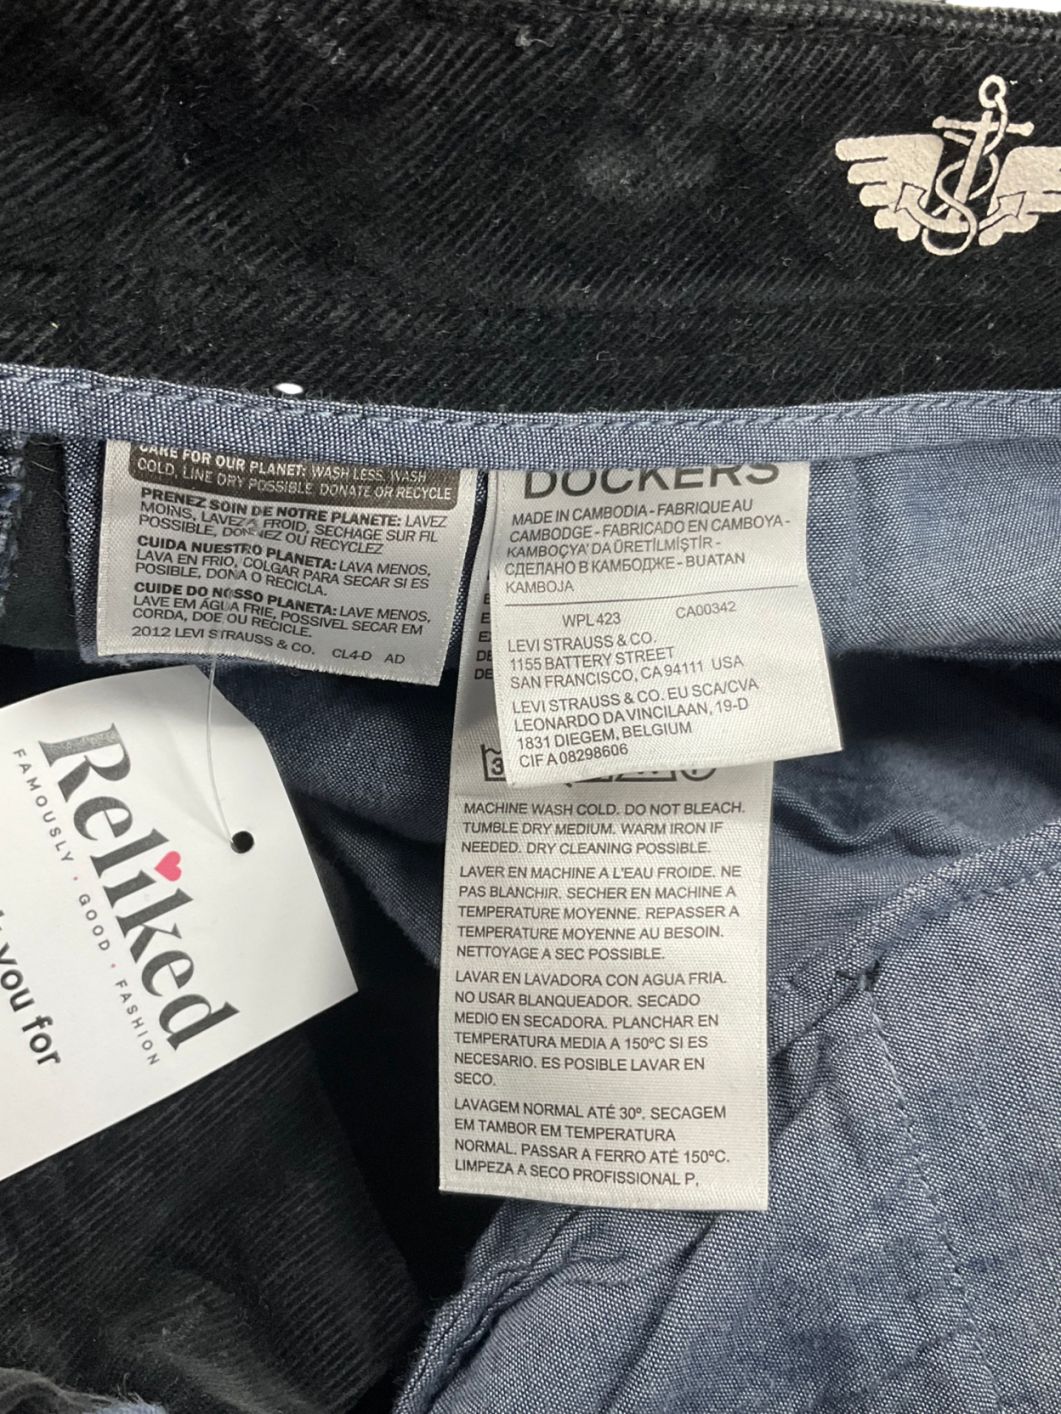 CARE FOR OUR PLANET: WASH LESS, WASH
COLD, LINE DRY POSSIBLE. DONATE OR RECYCLE
PRENEZ SOIN DE NOTRE PLANETE: LAVEZ
MOINS, LAVEZ A FROID, SECHAGE SUR FIL
POSSIBLE, DONNEZ OU RECYCLEZ
CUIDA NUESTRO PLANETA: LAVA MENOS,
LAVA EN FRIO, COLGAR PARA SECAR SI ES
POSIBLE, DONA O RECICLA.
CUIDE DO NOSSO PLANETA: LAVE MENOS,
LAVE EM ÁGUA FRIE, POSSIVEL SECAR EM
CORDA, DOE OU RECICLE.
2012 LEVI STRAUSS & CO. CL4-D AD
DOCKERS
MADE IN CAMBODIA - FABRIQUE AU
CAMBODGE - FABRICADO EN CAMBOYA -
KAMBOÇYA' DA ÜRETİLMİŞTİR -
СДЕЛАНО В КАМБОДЖЕ - BUATAN
KAMBOJA
WPL 423 CA00342
LEVI STRAUSS & CO.
1155 BATTERY STREET
SAN FRANCISCO, CA 94111 USA
LEVI STRAUSS & CO. EU SCA/CVA
LEONARDO DA VINCILAAN, 19-D
1831 DIEGEM, BELGIUM
CIF A 08298606
MACHINE WASH COLD. DO NOT BLEACH.
TUMBLE DRY MEDIUM. WARM IRON IF
NEEDED. DRY CLEANING POSSIBLE.
LAVER EN MACHINE A L'EAU FROIDE. NE
PAS BLANCHIR. SECHER EN MACHINE A
TEMPERATURE MOYENNE. REPASSER A
TEMPERATURE MOYENNE AU BESOIN.
NETTOYAGE A SEC POSSIBLE.
LAVAR EN LAVADORA CON AGUA FRIA.
NO USAR BLANQUEADOR. SECADO
MEDIO EN SECADORA. PLANCHAR EN
TEMPERATURA MEDIA A 150ºC SI ES
NECESARIO. ES POSIBLE LAVAR EN
SECO.
LAVAGEM NORMAL ATÉ 30º. SECAGEM
EM TAMBOR EM TEMPERATURA
NORMAL. PASSAR A FERRO ATÉ 150ºC.
LIMPEZA A SECO PROFISSIONAL P,
Reliked
FAMOUSLY • GOOD • FASHION
you for